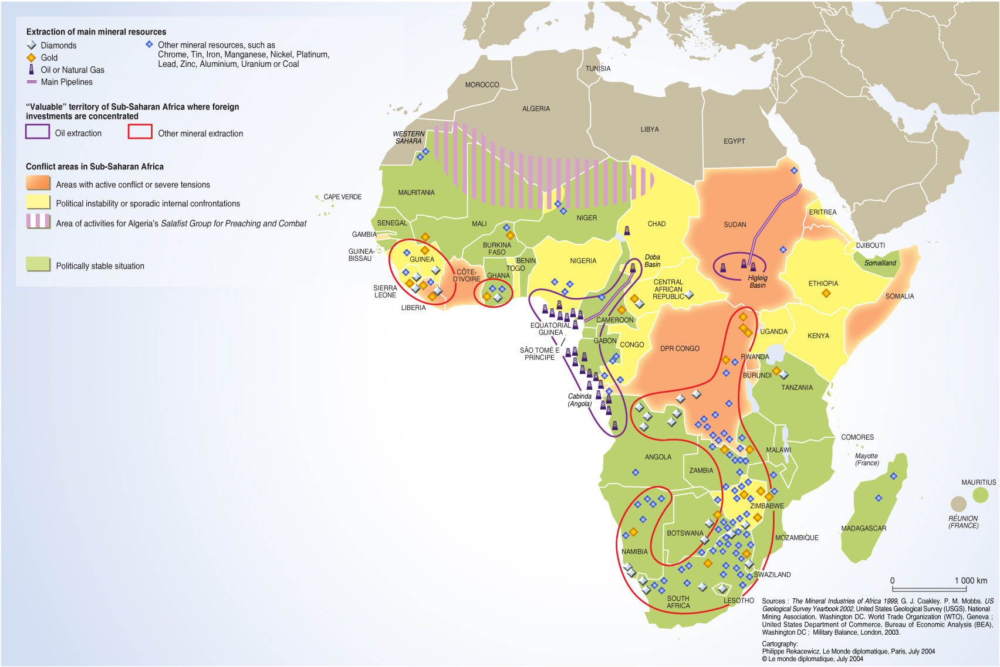 Extraction of main mineral resources
Diamonds
Gold
Oil or Natural Gas
Main Pipelines
Other mineral resources, such as
Chrome, Tin, Iron, Manganese, Nickel, Platinum,
Lead, Zinc, Aluminium, Uranium or Coal
“Valuable” territory of Sub-Saharan Africa where foreign
investments are concentrated
Oil extraction
Other mineral extraction
Conflict areas in Sub-Saharan Africa
Areas with active conflict or severe tensions
Political instability or sporadic internal confrontations
Area of activities for Algeria's Salafist Group for Preaching and Combat
Politically stable situation
TUNISIA
MOROCCO
ALGERIA
LIBYA
EGYPT
WESTERN
SAHARA
CAPE VERDE
MAURITANIA
MALI
NIGER
CHAD
SUDAN
ERITREA
DJIBOUTI
Somaliland
SENEGAL
GAMBIA
GUINEA-
BISSAU
GUINEA
SIERRA
LEONE
LIBERIA
CÔTE-
D'IVOIRE
BURKINA
FASO
GHANA
TOGO
BENIN
NIGERIA
Doba
Basin
Higleig
Basin
CENTRAL
AFRICAN
REPUBLIC
ETHIOPIA
SOMALIA
CAMEROON
EQUATORIAL
GUINEA
SÃO TOMÉ E
PRÍNCIPE
GABON
CONGO
DPR CONGO
UGANDA
KENYA
RWANDA
BURUNDI
TANZANIA
Cabinda
(Angola)
ANGOLA
ZAMBIA
MALAWI
COMORES
Mayotte
(France)
MAURITIUS
RÉUNION
(FRANCE)
MADAGASCAR
ZIMBABWE
MOZAMBIQUE
BOTSWANA
NAMIBIA
SWAZILAND
LESOTHO
SOUTH
AFRICA
0 1 000 km
Sources : The Mineral Industries of Africa 1999, G. J. Coakley. P. M. Mobbs. US
Geological Survey Yearbook 2002, United States Geological Survey (USGS). National
Mining Association, Washington DC. World Trade Organization (WTO), Geneva ;
United States Department of Commerce, Bureau of Economic Analysis (BEA),
Washington DC ; Military Balance, London, 2003.
Cartography:
Philippe Rekacewicz, Le Monde diplomatique, Paris, July 2004
© Le monde diplomatique, July 2004